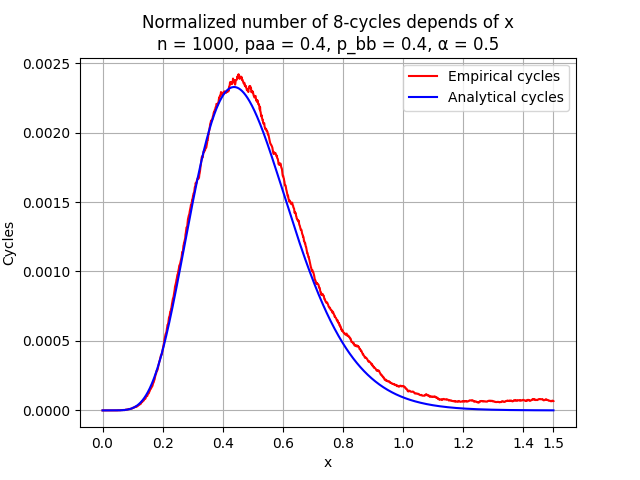 Normalized number of 8-cycles depends of x
n = 1000, paa = 0.4, p_bb = 0.4, α = 0.5
Empirical cycles
Analytical cycles
Cycles
0.0025
0.0020
0.0015
0.0010
0.0005
0.0000
0.0 0.2 0.4 0.6 0.8 1.0 1.2 1.4 1.5
x